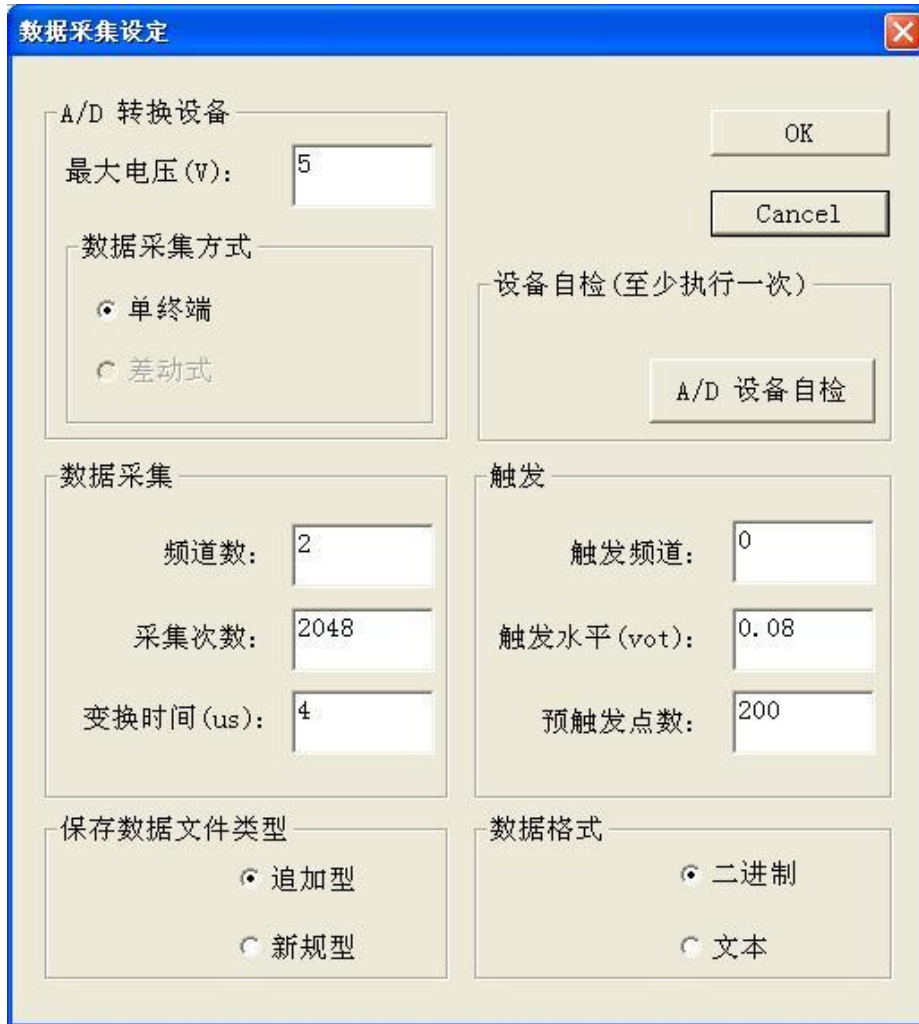 数据采集设定
A/D 转换设备
最大电压(V): 5
数据采集方式
单终端
差动式
OK
Cancel
设备自检(至少执行一次)
A/D 设备自检
数据采集
频道数: 2
采集次数: 2048
变换时间(us): 4
触发
触发频道: 0
触发水平(vot): 0.08
预触发点数: 200
保存数据文件类型
追加型
新规型
数据格式
二进制
文本